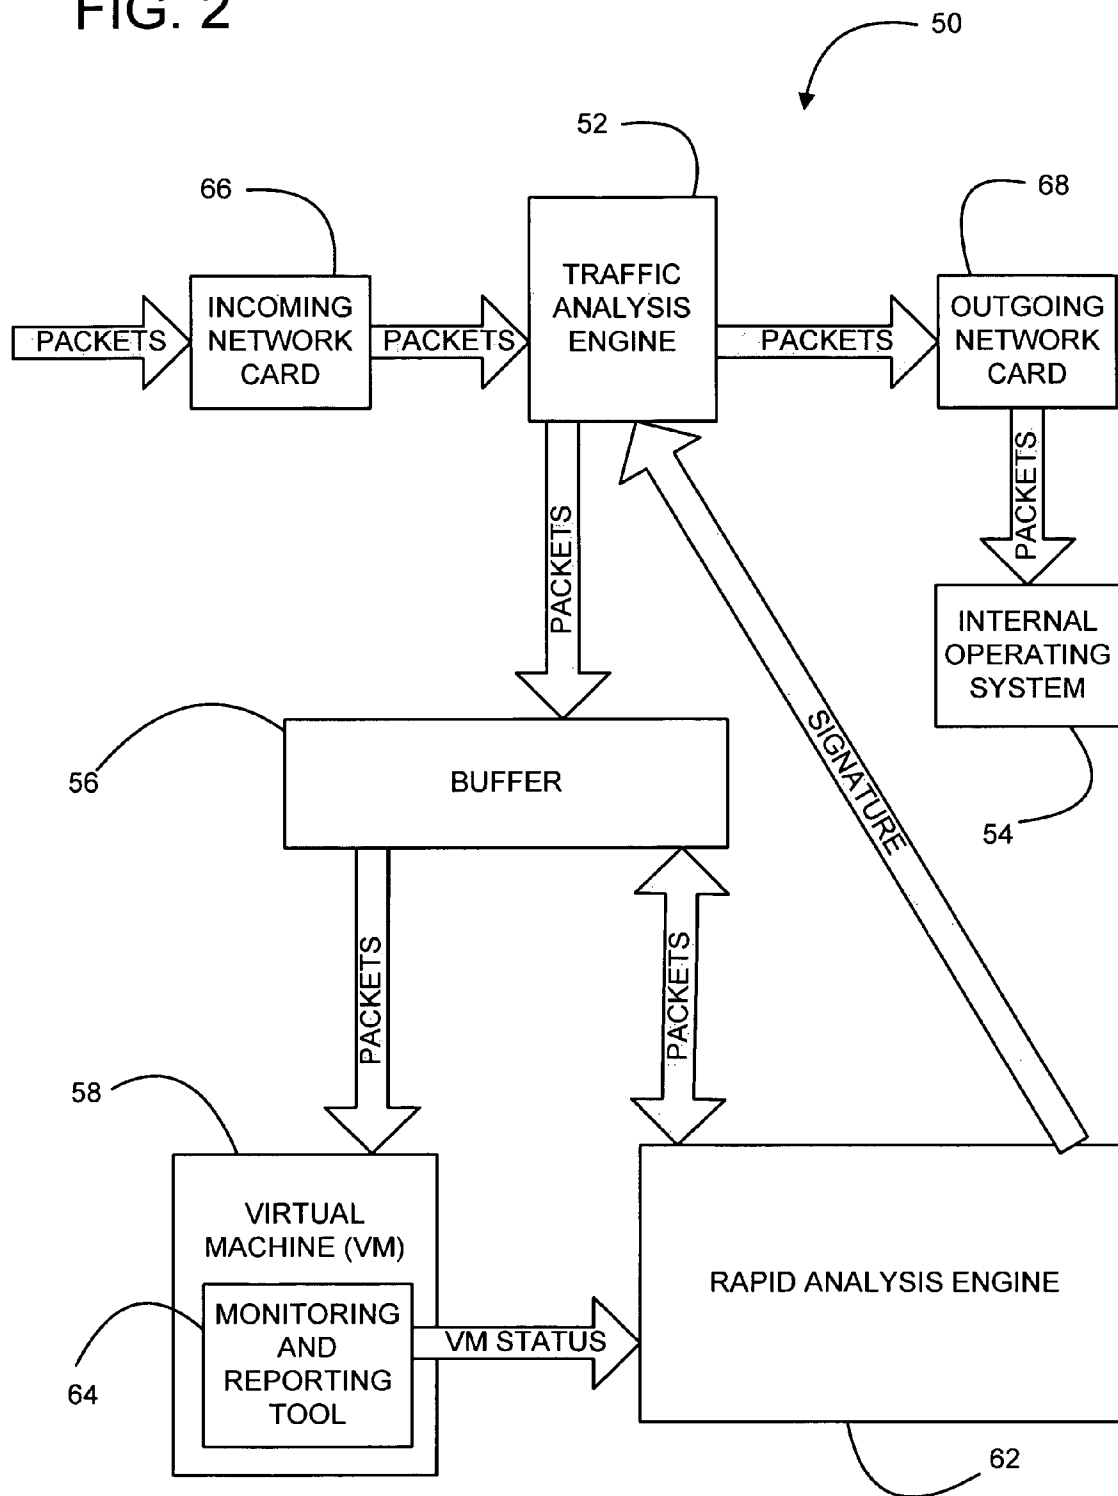 FIG. 2
50
52
66
68
TRAFFIC
ANALYSIS
ENGINE
INCOMING
NETWORK
CARD
OUTGOING
NETWORK
CARD
PACKETS
PACKETS
PACKETS
PACKETS
PACKETS
INTERNAL
OPERATING
SYSTEM
54
56
BUFFER
SIGNATURE
PACKETS
PACKETS
58
VIRTUAL
MACHINE (VM)
MONITORING
AND
REPORTING
TOOL
64
VM STATUS
RAPID ANALYSIS ENGINE
62